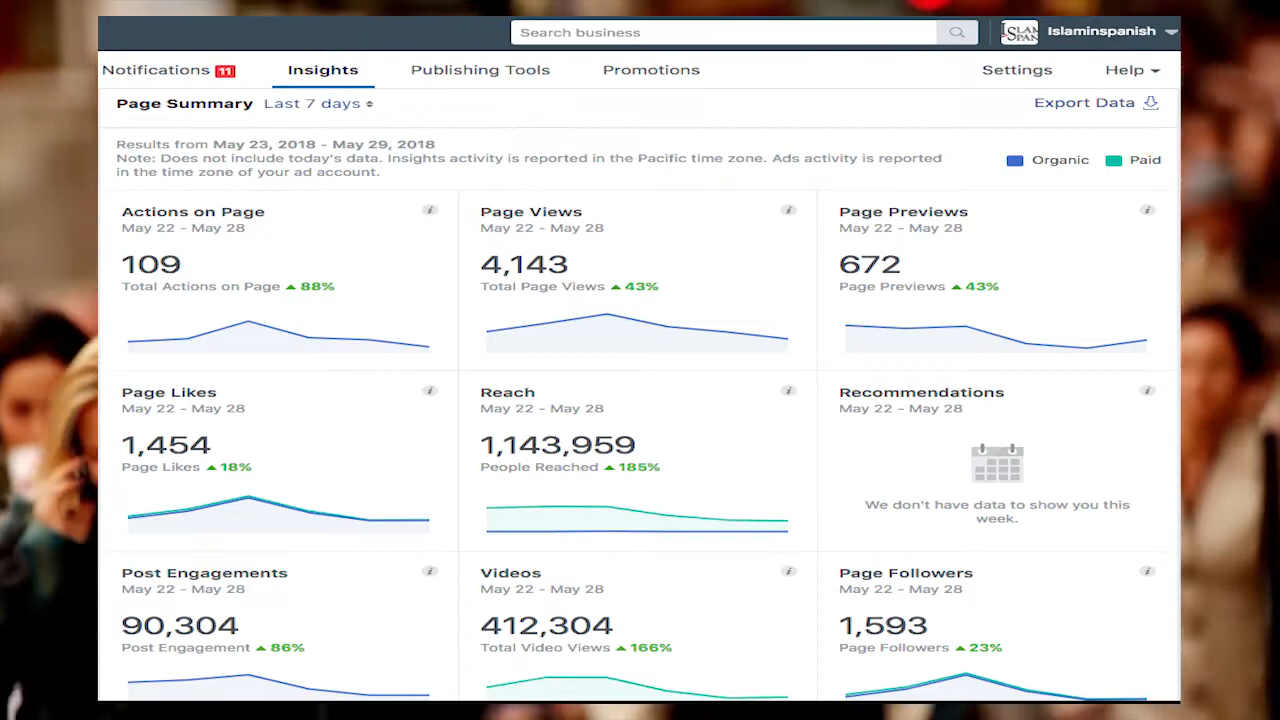 Search business
ISLAM
SPAN
Islaminspanish
Notifications 11
Insights
Publishing Tools
Promotions
Settings
Help
Page Summary Last 7 days
Export Data
Results from May 23, 2018 - May 29, 2018
Note: Does not include today's data. Insights activity is reported in the Pacific time zone. Ads activity is reported
in the time zone of your ad account.
Organic
Paid
Actions on Page
May 22 - May 28
109
Total Actions on Page 88%
Page Views
May 22 - May 28
4,143
Total Page Views 43%
Page Previews
May 22 - May 28
672
Page Previews 43%
Page Likes
May 22 - May 28
1,454
Page Likes 18%
Reach
May 22 - May 28
1,143,959
People Reached 185%
Recommendations
May 22 - May 28
We don't have data to show you this
week.
Post Engagements
May 22 - May 28
90,304
Post Engagement 86%
Videos
May 22 - May 28
412,304
Total Video Views 166%
Page Followers
May 22 - May 28
1,593
Page Followers 23%